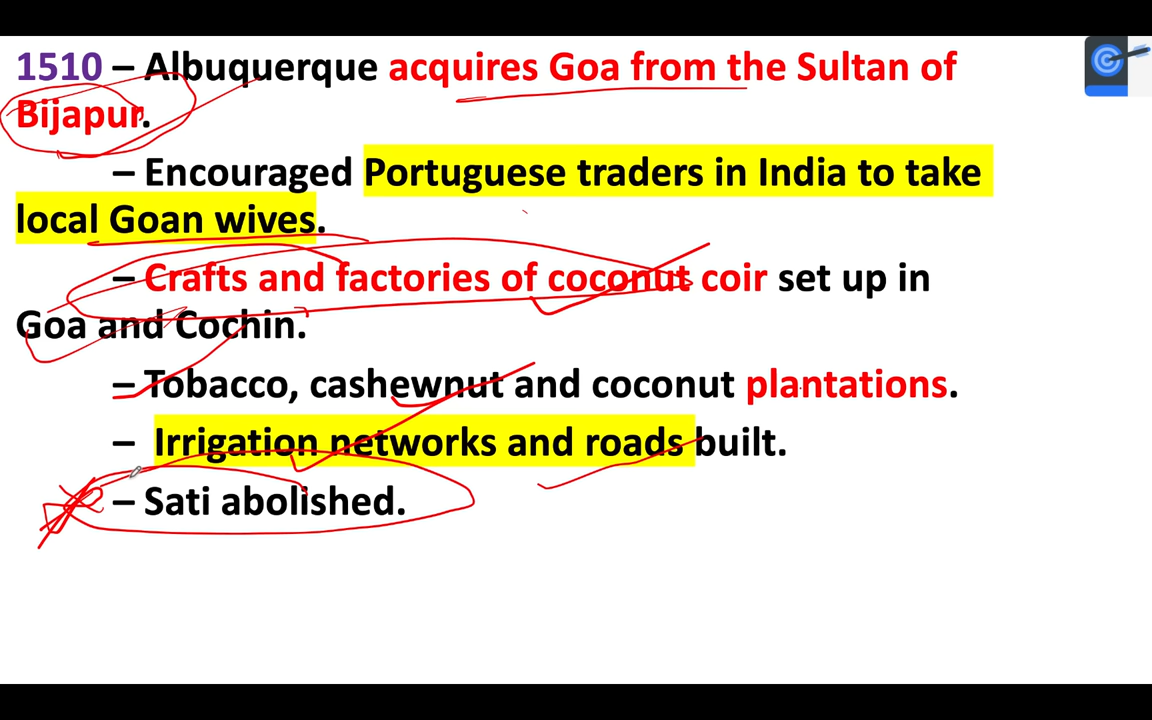 1510 – Albuquerque acquires Goa from the Sultan of
Bijapur.
– Encouraged Portuguese traders in India to take
local Goan wives.
– Crafts and factories of coconut coir set up in
Goa and Cochin.
– Tobacco, cashewnut and coconut plantations.
– Irrigation networks and roads built.
– Sati abolished.